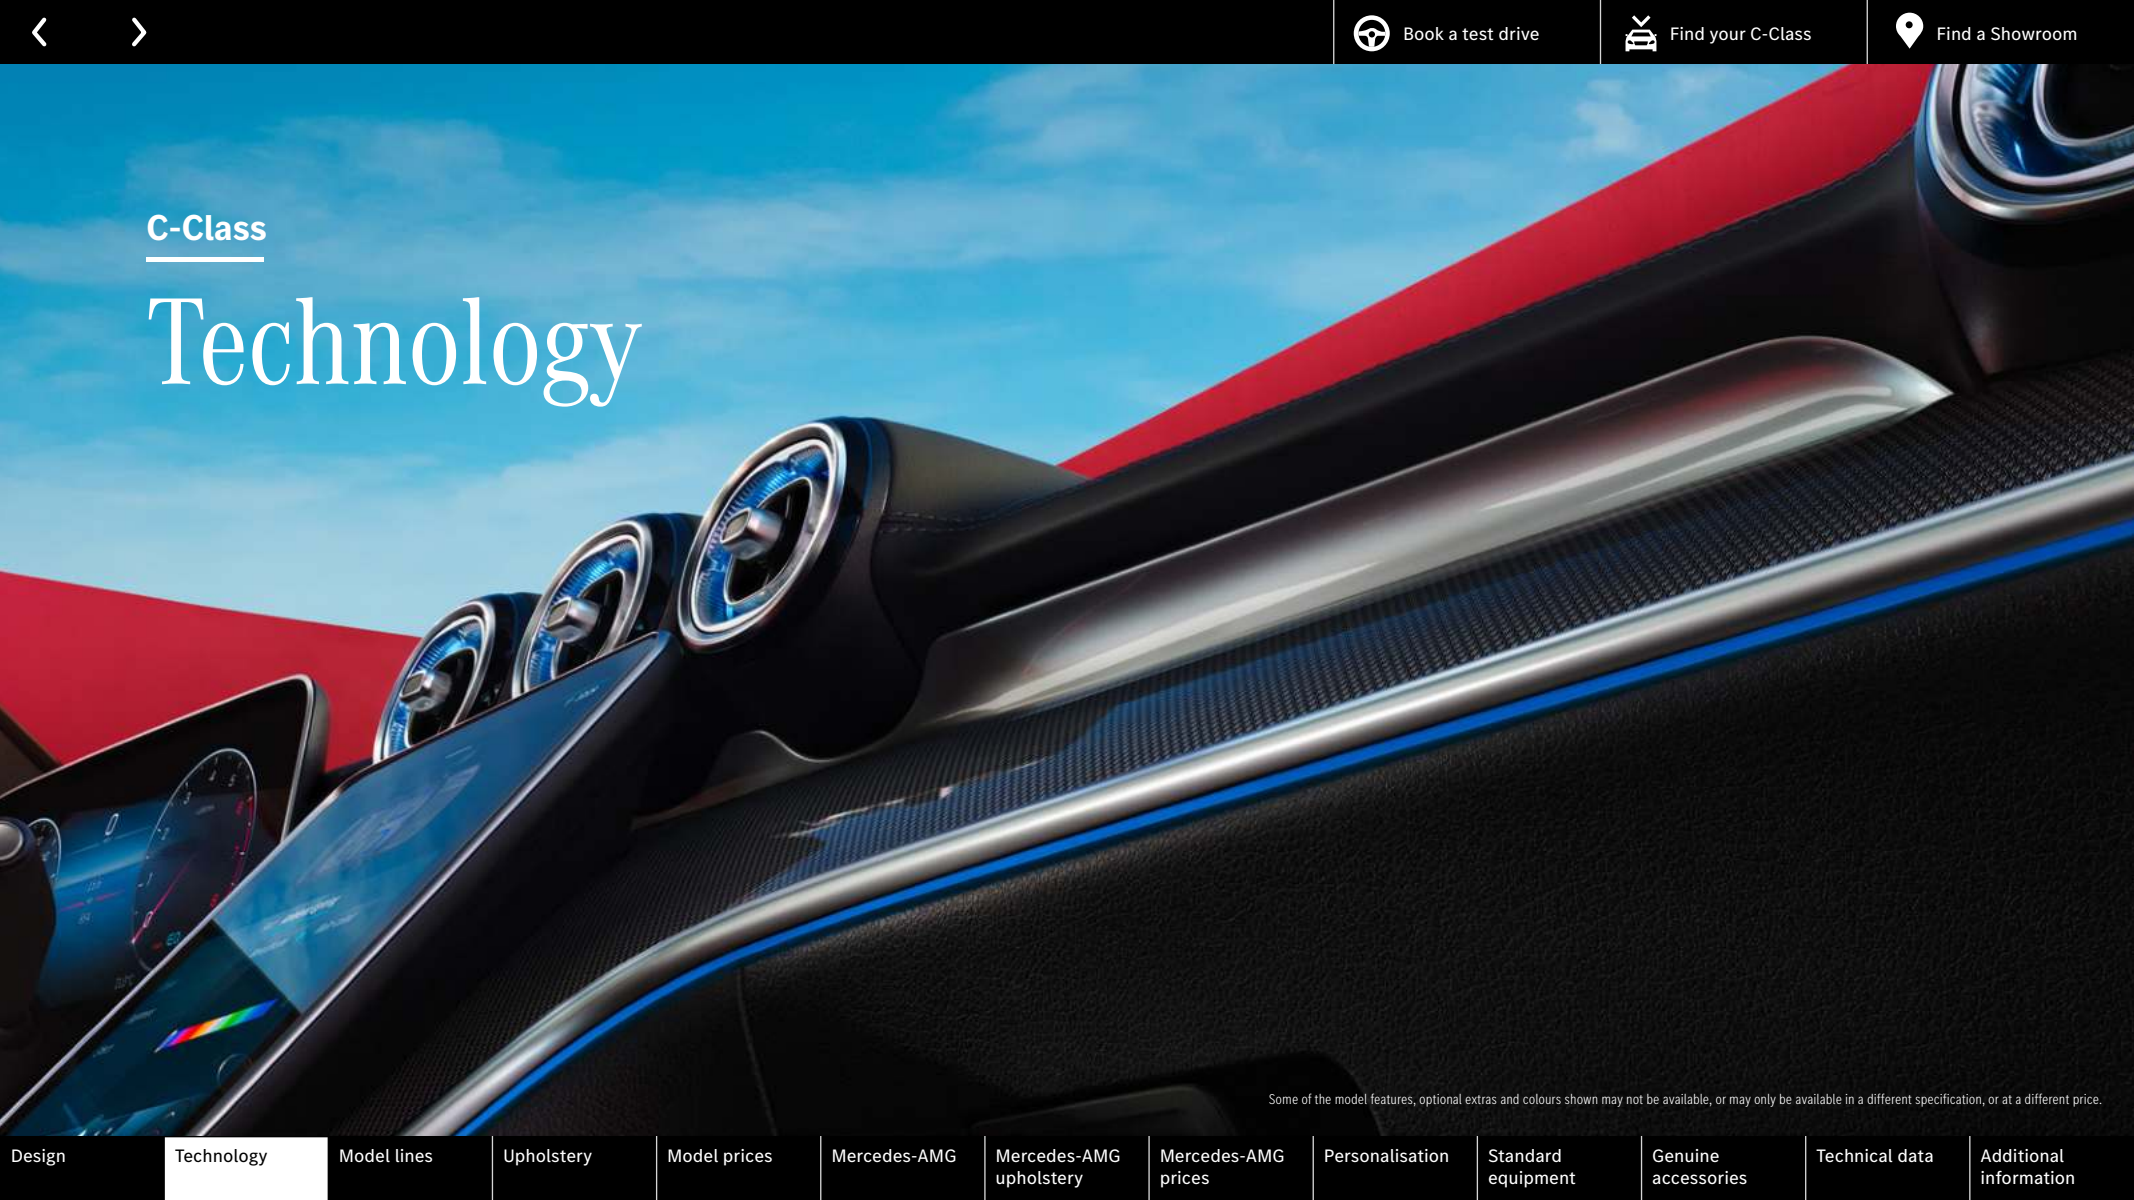 Book a test drive
Find your C-Class
Find a Showroom
C-Class
Technology
Some of the model features, optional extras and colours shown may not be available, or may only be available in a different specification, or at a different price.
Design
Technology
Model lines
Upholstery
Model prices
Mercedes-AMG
Mercedes-AMG
upholstery
Mercedes-AMG
prices
Personalisation
Standard
equipment
Genuine
accessories
Technical data
Additional
information